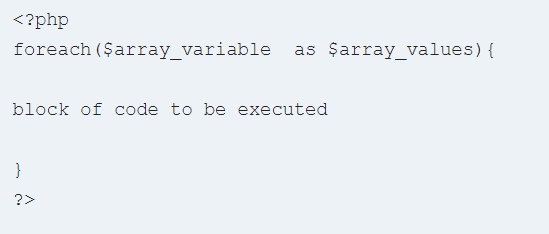 <?php
foreach($array_variable  as $array_values){
block of code to be executed
}
?>